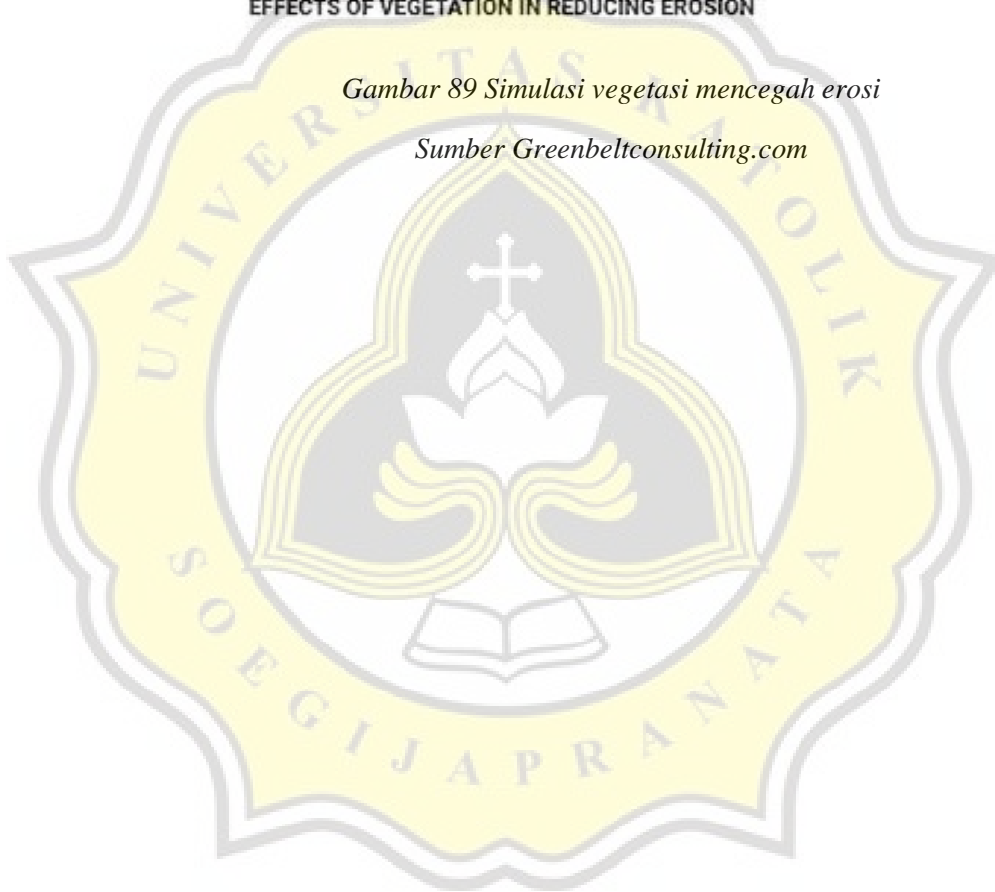 EFFECTS OF VEGETATION IN REDUCING EROSION
Gambar 89 Simulasi vegetasi mencegah erosi
Sumber Greenbeltconsulting.com
UNIVERSITAS KATOLIK
SOEGIJAPRANATA